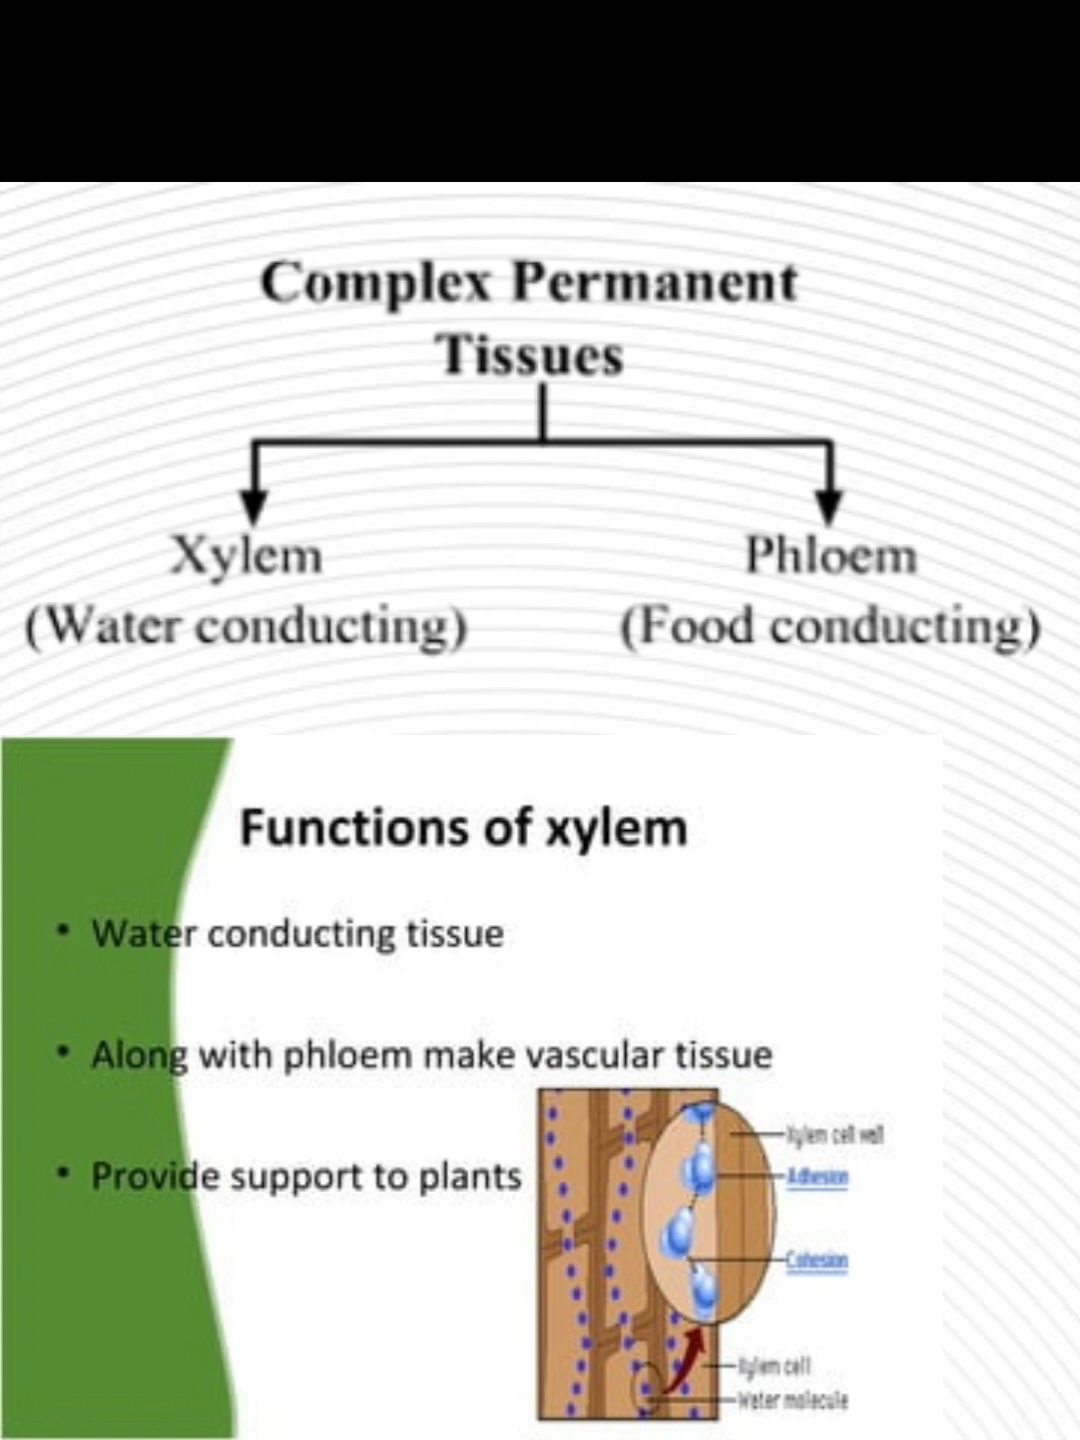 Complex Permanent
Tissues
Xylem
(Water conducting)
Phloem
(Food conducting)
Functions of xylem
• Water conducting tissue
• Along with phloem make vascular tissue
• Provide support to plants
Xylem cell wall
Adhesion
Cohesion
Xylem cell
Water molecule